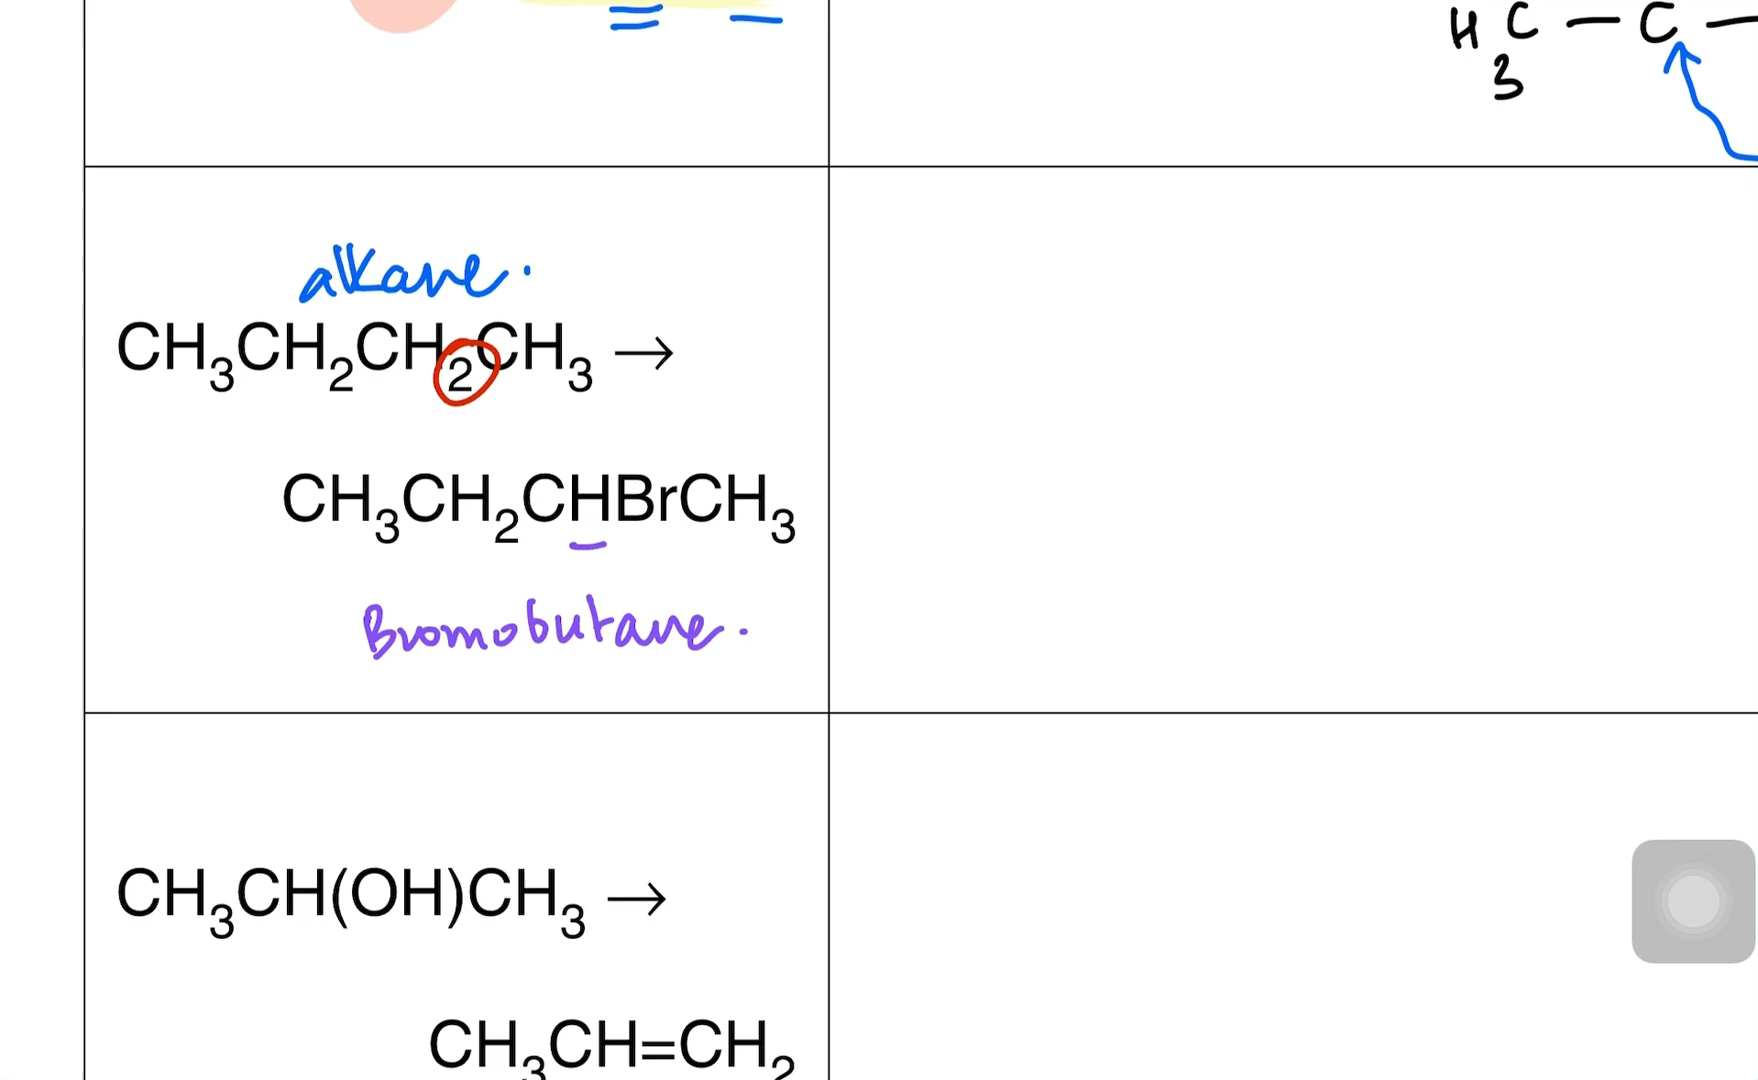 H₃C — C —
alkane.
CH₃CH₂CH₂CH₃ →
CH₃CH₂CHBrCH₃
Bromobutane.
CH₃CH(OH)CH₃ →
CH₃CH=CH₂